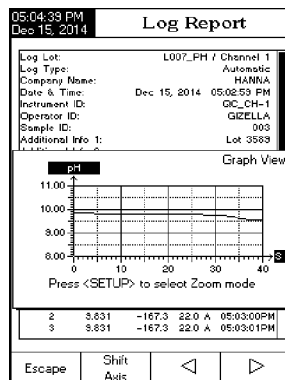 05:04:39 PM
Dec 15, 2014
Log Report
Log Lot: L007_PH / Channel 1
Log Type: Automatic
Company Name: HANNA
Date & Time: Dec 15, 2014 05:02:53 PM
Instrument ID: QC_CH-1
Operator ID: GIZELLA
Sample ID: 003
Additional Info 1: Lot 3589
Graph View
pH
11.00
10.00
9.00
8.00
0 10 20 30 40 S
Press <SETUP> to select Zoom mode
2 9.831 -167.3 22.0 A 05:03:00PM
3 9.831 -167.3 22.0 A 05:03:01PM
Escape
Shift
Axis